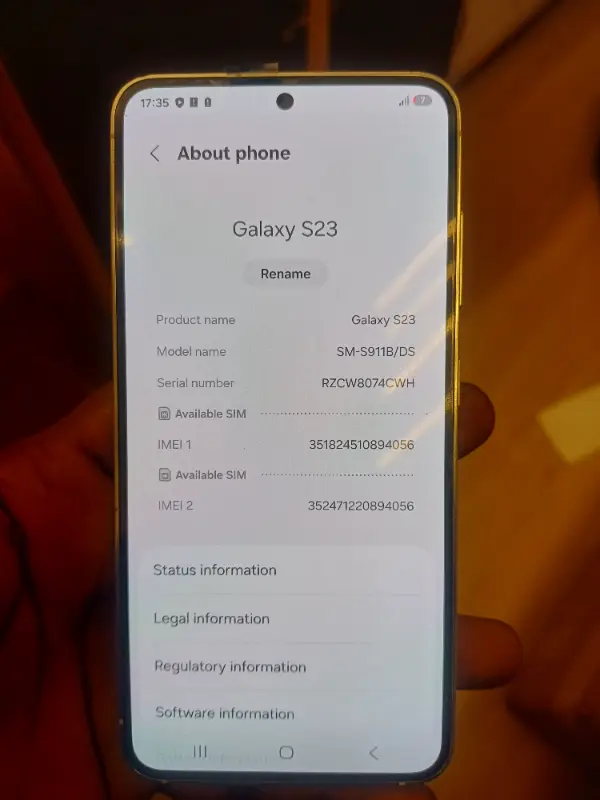 17:35
7
About phone
Galaxy S23
Rename
Product name Galaxy S23
Model name SM-S911B/DS
Serial number RZCW8074CWH
Available SIM
IMEI 1 351824510894056
Available SIM
IMEI 2 352471220894056
Status information
Legal information
Regulatory information
Software information